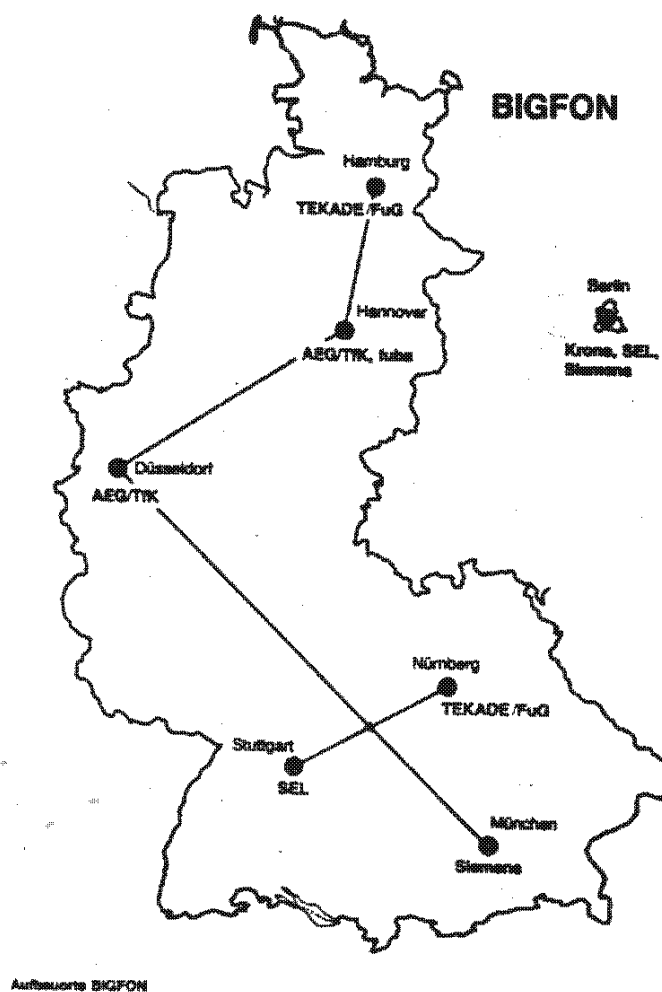 BIGFON
Hamburg
TEKADE/FuG
Hannover
AEG/TfK, tubs
Berlin
Krone, SEL,
Siemens
Düsseldorf
AEG/TfK
Nürnberg
TEKADE/FuG
Stuttgart
SEL
München
Siemens
Aufbauorte BIGFON